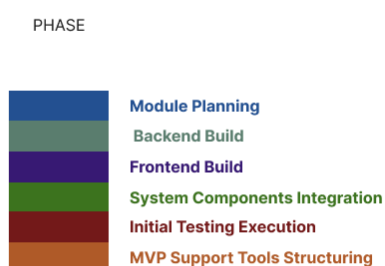 PHASE
Module Planning
Backend Build
Frontend Build
System Components Integration
Initial Testing Execution
MVP Support Tools Structuring